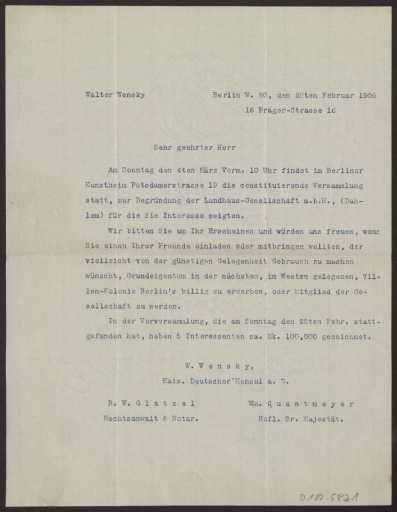 Walter Wensky
Berlin W. 50, den 28ten Februar 1906
16 Prager-Strasse 16
Sehr geehrter Herr
Am Sonntag den 4ten März Vorm. 10 Uhr findet im Berliner
Kunstheim Potsdamerstrasse 19 die constituierende Versammlung
statt, zur Begründung der Landhaus-Gesellschaft m.b.H., (Dah-
lem) für die Sie Interesse zeigten.
Wir bitten Sie um Ihr Erscheinen und würden uns freuen, wenn
Sie einen Ihrer Freunde einladen oder mitbringen wollten, der
vielleicht von der günstigen Gelegenheit Gebrauch zu machen
wünscht, Grundeigentum in der nächsten, im Westen gelegenen, Vil-
len-Kolonie Berlin's billig zu erwerben, oder Mitglied der Ge-
sellschaft zu werden.
In der Vorversammlung, die am Sonntag den 25ten Febr. statt-
gefunden hat, haben 5 Interessenten ca. Mk. 100,000 gezeichnet.
W. Wensky,
Kais. Deutscher Konsul a. D.
R. W. Glatzel
Wm. Quantmeyer
Rechtsanwalt & Notar.
Hofl. Sr. Majestät.